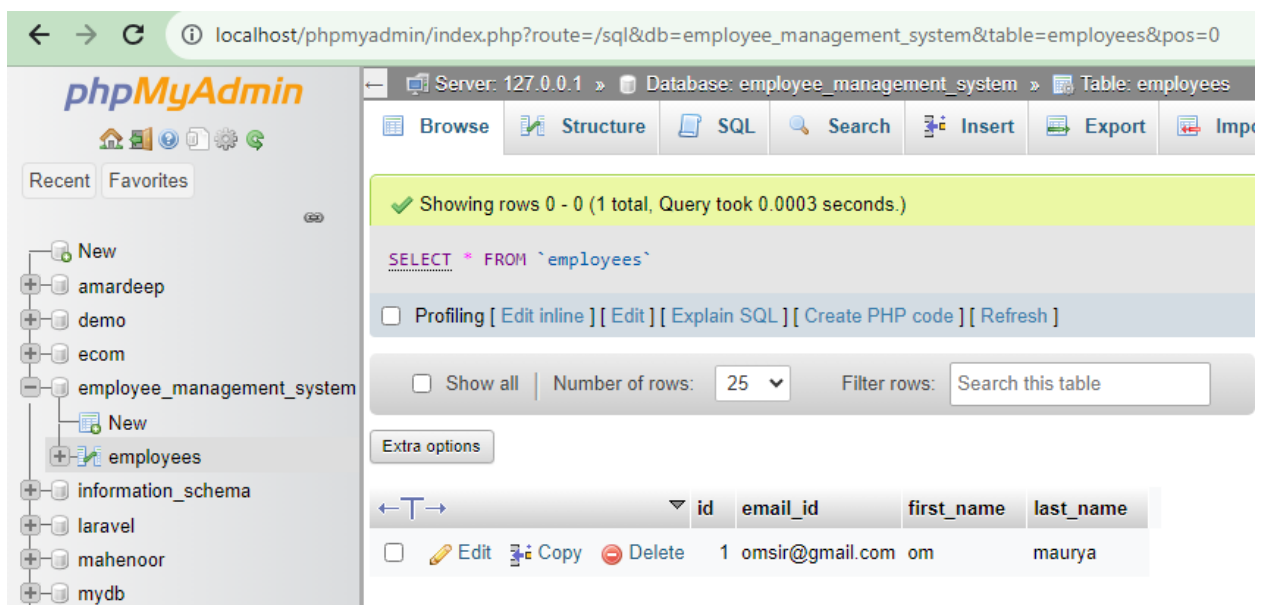 localhost/phpmyadmin/index.php?route=/sql&db=employee_management_system&table=employees&pos=0
phpMyAdmin
Recent Favorites
New
amardeep
demo
ecom
employee_management_system
New
employees
information_schema
laravel
mahenoor
mydb
Server: 127.0.0.1 » Database: employee_management_system » Table: employees
Browse Structure SQL Search Insert Export Impo
Showing rows 0 - 0 (1 total, Query took 0.0003 seconds.)
SELECT * FROM `employees`
Profiling [ Edit inline ] [ Edit ] [ Explain SQL ] [ Create PHP code ] [ Refresh ]
Show all | Number of rows: 25 Filter rows: Search this table
Extra options
←T→ id email_id first_name last_name
Edit Copy Delete 1 omsir@gmail.com om maurya